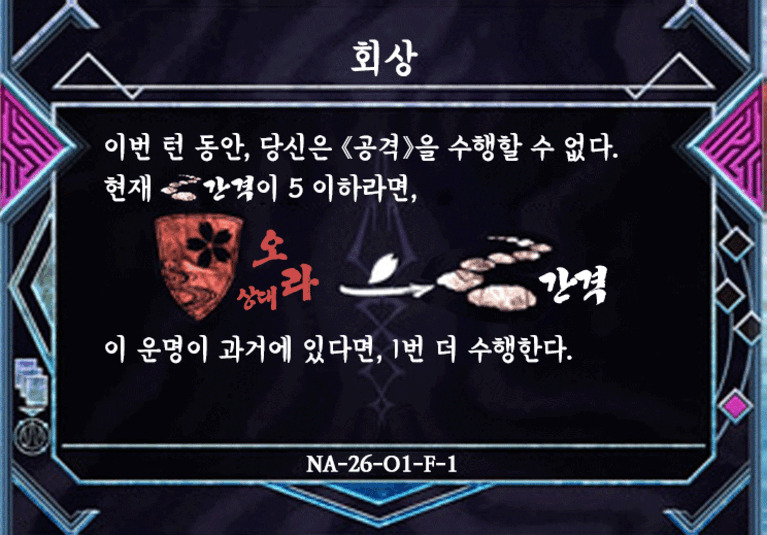 회상
이번 턴 동안, 당신은 《공격》을 수행할 수 없다.
현재 간격이 5 이하라면,
상대 오라 간격
이 운명이 과거에 있다면, 1번 더 수행한다.
NA-26-O1-F-1